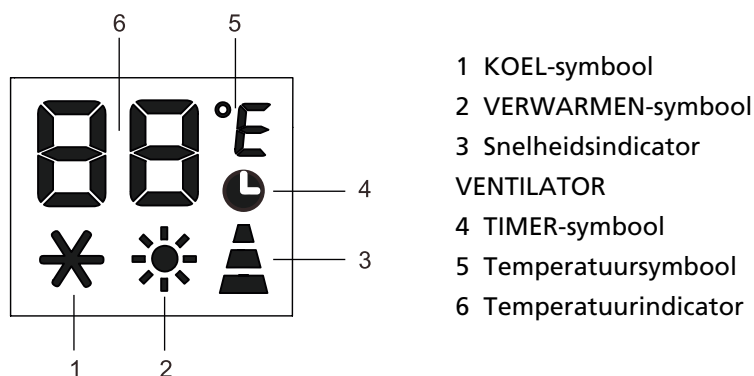 6 5
88 °E
4
3
1 2
1 KOEL-symbool
2 VERWARMEN-symbool
3 Snelheidsindicator
VENTILATOR
4 TIMER-symbool
5 Temperatuursymbool
6 Temperatuurindicator